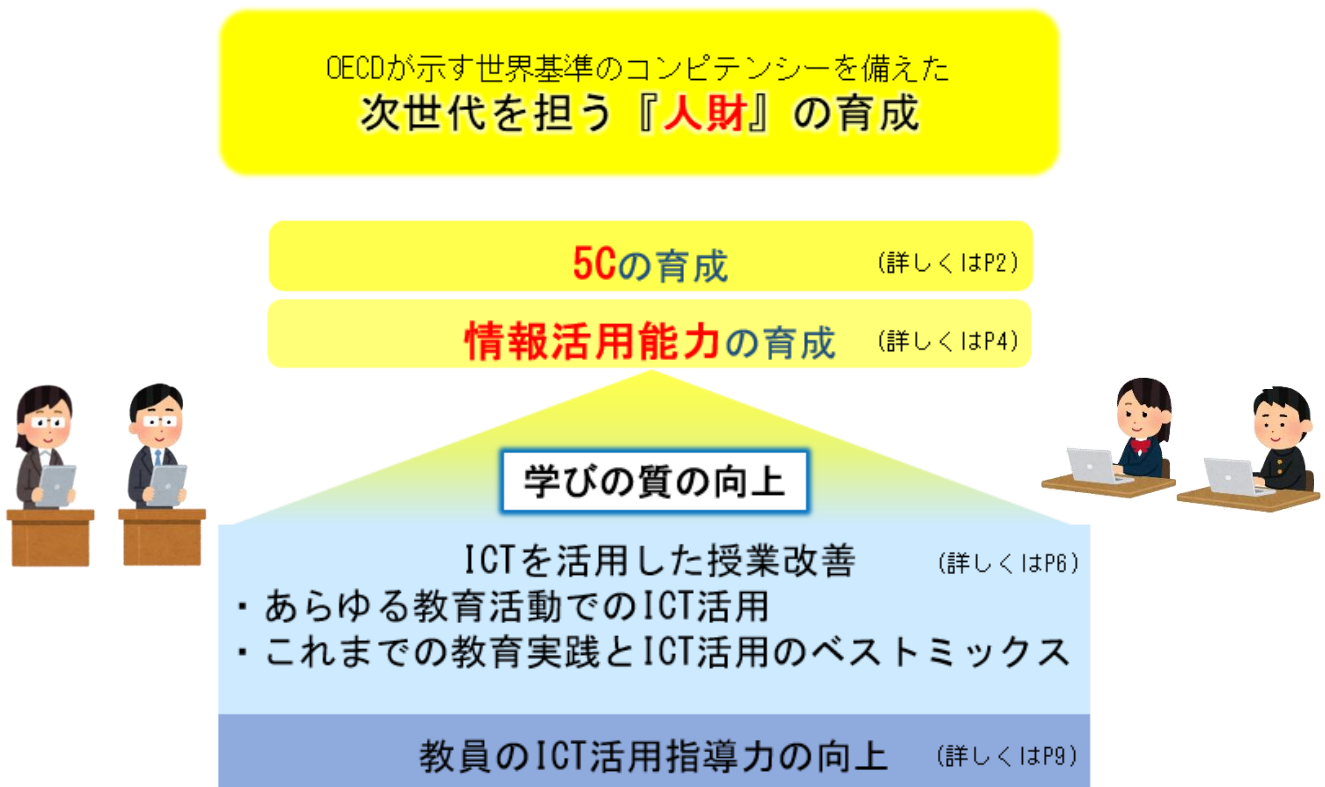 OECDが示す世界基準のコンピテンシーを備えた
次世代を担う『人財』の育成
5Cの育成 (詳しくはP2)
情報活用能力の育成 (詳しくはP4)
学びの質の向上
ICTを活用した授業改善 (詳しくはP6)
・あらゆる教育活動でのICT活用
・これまでの教育実践とICT活用のベストミックス
教員のICT活用指導力の向上 (詳しくはP9)